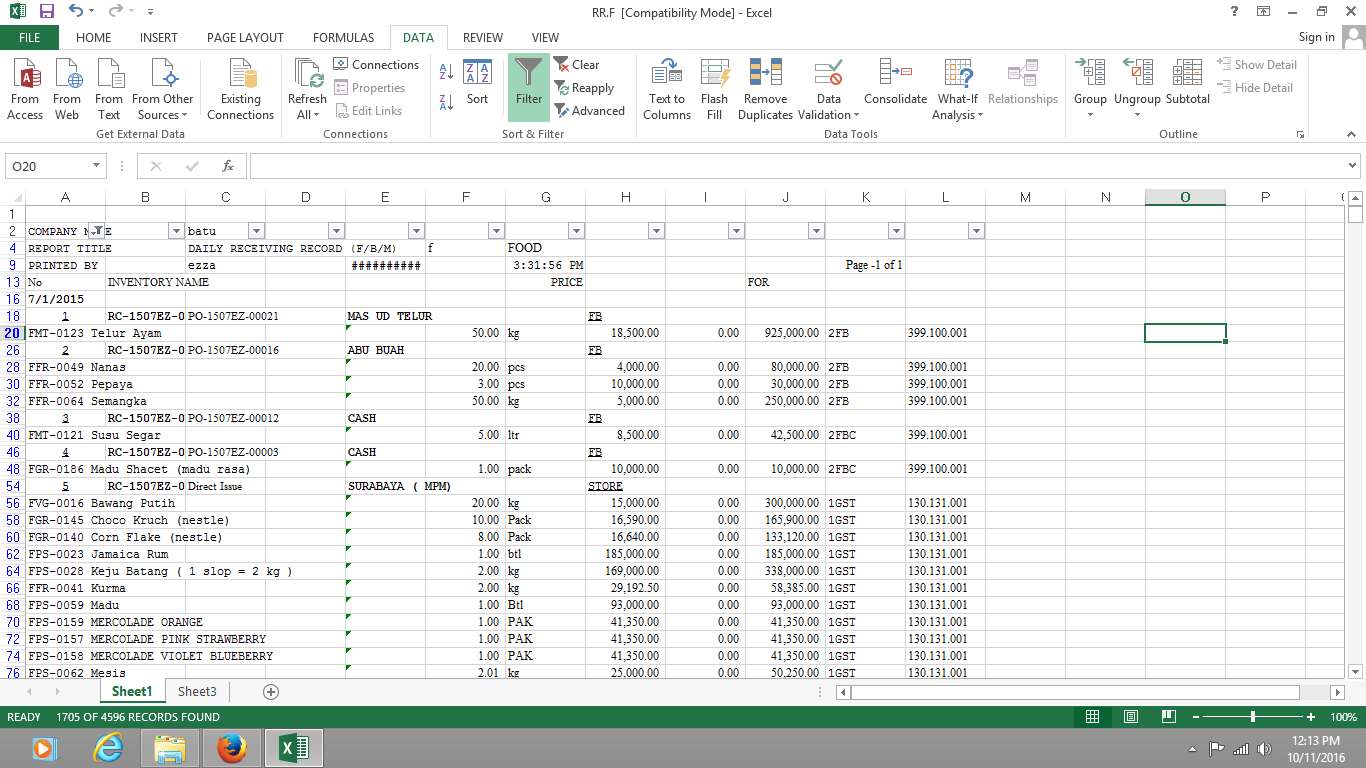 RR.F [Compatibility Mode] - Excel
?
FILE HOME INSERT PAGE LAYOUT FORMULAS DATA REVIEW VIEW Sign in
From Access
From Web
From Text
From Other Sources
Existing Connections
Get External Data
Refresh All
Connections
Properties
Edit Links
Connections
Sort
Filter
Clear
Reapply
Advanced
Sort & Filter
Text to Columns
Flash Fill
Remove Duplicates
Data Validation
Consolidate
What-If Analysis
Relationships
Data Tools
Group
Ungroup
Subtotal
Show Detail
Hide Detail
Outline
O20 fx
A B C D E F G H I J K L M N O P
1
2 COMPANY batu
4 REPORT TITLE DAILY RECEIVING RECORD (F/B/M) f FOOD
9 PRINTED BY ezza ########## 3:31:56 PM Page -1 of 1
13 No INVENTORY NAME PRICE FOR
16 7/1/2015
18 1 RC-1507EZ-0 PO-1507EZ-00021 MAS UD TELUR FB
20 FMT-0123 Telur Ayam 50.00 kg 18,500.00 0.00 925,000.00 2FB 399.100.001
26 2 RC-1507EZ-0 PO-1507EZ-00016 ABU BUAH FB
28 FFR-0049 Nanas 20.00 pcs 4,000.00 0.00 80,000.00 2FB 399.100.001
30 FFR-0052 Pepaya 3.00 pcs 10,000.00 0.00 30,000.00 2FB 399.100.001
32 FFR-0064 Semangka 50.00 kg 5,000.00 0.00 250,000.00 2FB 399.100.001
38 3 RC-1507EZ-0 PO-1507EZ-00012 CASH FB
40 FMT-0121 Susu Segar 5.00 ltr 8,500.00 0.00 42,500.00 2FBC 399.100.001
46 4 RC-1507EZ-0 PO-1507EZ-00003 CASH FB
48 FGR-0186 Madu Shacet (madu rasa) 1.00 pack 10,000.00 0.00 10,000.00 2FBC 399.100.001
54 5 RC-1507EZ-0 Direct Issue SURABAYA ( MPM) STORE
56 FVG-0016 Bawang Putih 20.00 kg 15,000.00 0.00 300,000.00 1GST 130.131.001
58 FGR-0145 Choco Kruch (nestle) 10.00 Pack 16,590.00 0.00 165,900.00 1GST 130.131.001
60 FGR-0140 Corn Flake (nestle) 8.00 Pack 16,640.00 0.00 133,120.00 1GST 130.131.001
62 FPS-0023 Jamaica Rum 1.00 btl 185,000.00 0.00 185,000.00 1GST 130.131.001
64 FPS-0028 Keju Batang ( 1 slop = 2 kg ) 2.00 kg 169,000.00 0.00 338,000.00 1GST 130.131.001
66 FFR-0041 Kurma 2.00 kg 29,192.50 0.00 58,385.00 1GST 130.131.001
68 FPS-0059 Madu 1.00 Btl 93,000.00 0.00 93,000.00 1GST 130.131.001
70 FPS-0159 MERCOLADE ORANGE 1.00 PAK 41,350.00 0.00 41,350.00 1GST 130.131.001
72 FPS-0157 MERCOLADE PINK STRAWBERRY 1.00 PAK 41,350.00 0.00 41,350.00 1GST 130.131.001
74 FPS-0158 MERCOLADE VIOLET BLUEBERRY 1.00 PAK 41,350.00 0.00 41,350.00 1GST 130.131.001
76 FPS-0062 Mesis 2.01 kg 25,000.00 0.00 50,250.00 1GST 130.131.001
Sheet1 Sheet3
READY 1705 OF 4596 RECORDS FOUND 100%
12:13 PM
10/11/2016